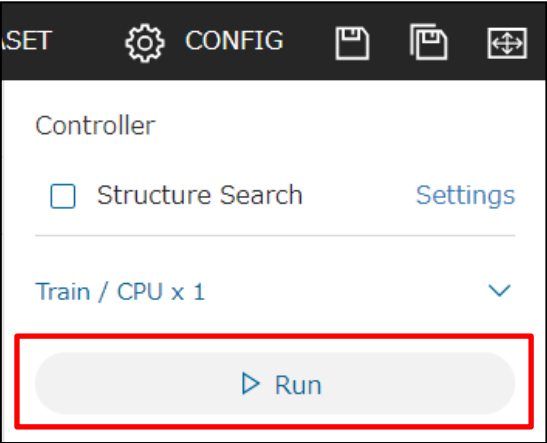 SET CONFIG
Controller
Structure Search Settings
Train / CPU x 1
Run